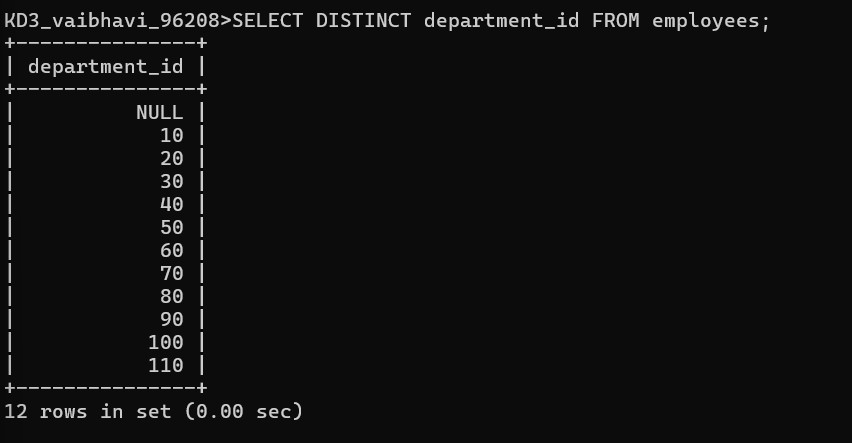 KD3_vaibhavi_96208>SELECT DISTINCT department_id FROM employees;
+---------------+
| department_id |
+---------------+
|          NULL |
|            10 |
|            20 |
|            30 |
|            40 |
|            50 |
|            60 |
|            70 |
|            80 |
|            90 |
|           100 |
|           110 |
+---------------+
12 rows in set (0.00 sec)